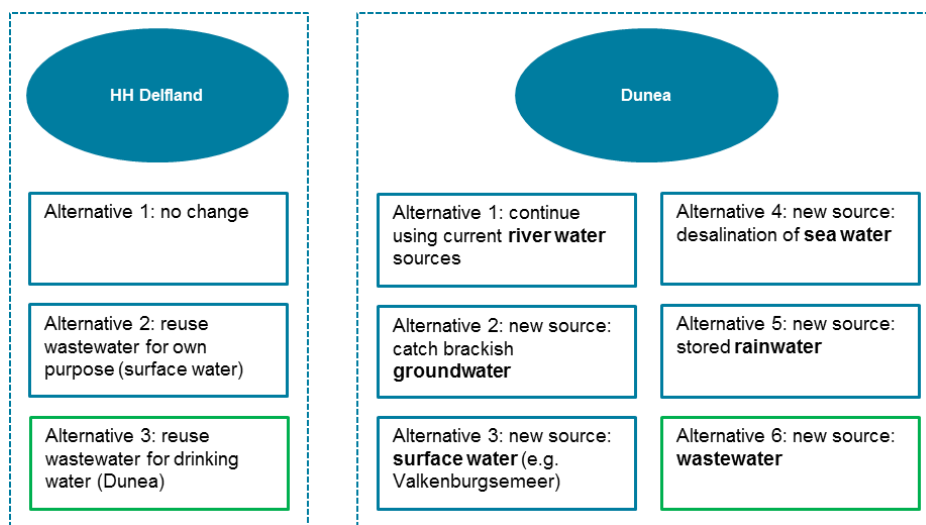 HH Delfland
Alternative 1: no change
Alternative 2: reuse
wastewater for own
purpose (surface water)
Alternative 3: reuse
wastewater for drinking
water (Dunea)
Dunea
Alternative 1: continue
using current river water
sources
Alternative 2: new source:
catch brackish
groundwater
Alternative 3: new source:
surface water (e.g.
Valkenburgsemeer)
Alternative 4: new source:
desalination of sea water
Alternative 5: new source:
stored rainwater
Alternative 6: new source:
wastewater